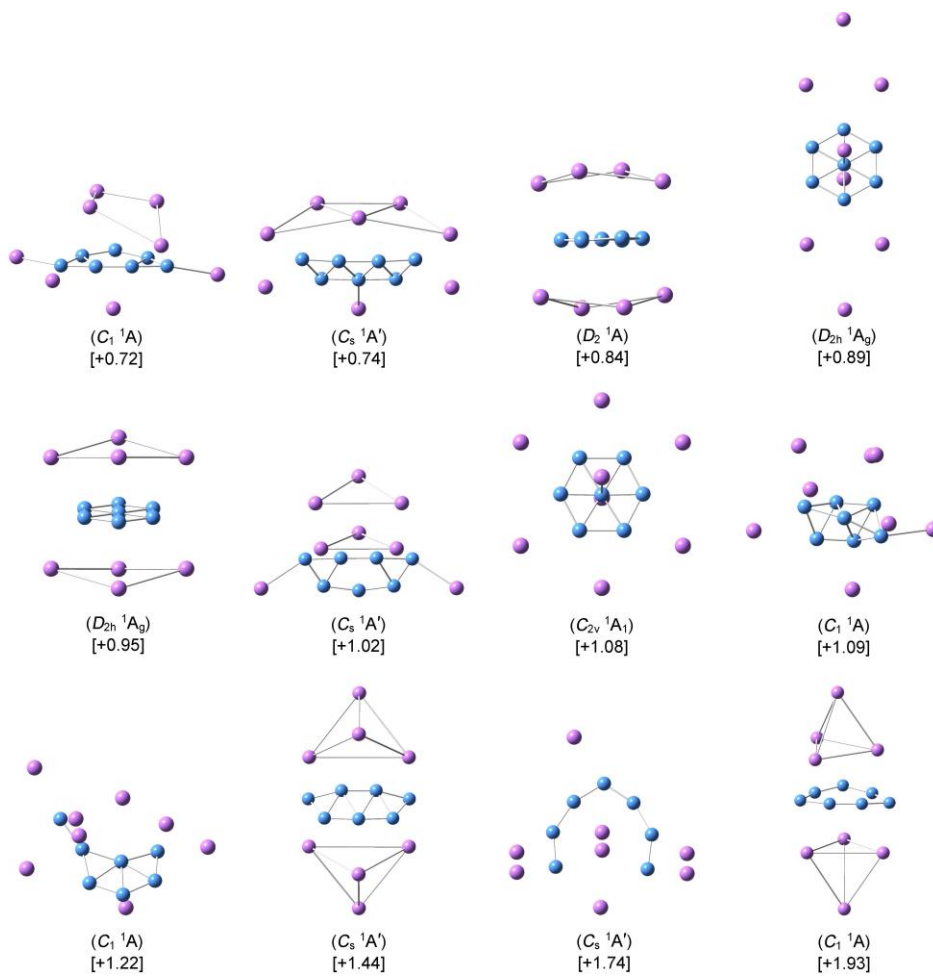 (C₁ ¹A)
[+0.72]
(Cₛ ¹A′)
[+0.74]
(D₂ ¹A)
[+0.84]
(D₂ₕ ¹A_g)
[+0.89]
(D₂ₕ ¹A_g)
[+0.95]
(Cₛ ¹A′)
[+1.02]
(C₂ᵥ ¹A₁)
[+1.08]
(C₁ ¹A)
[+1.09]
(C₁ ¹A)
[+1.22]
(Cₛ ¹A′)
[+1.44]
(Cₛ ¹A′)
[+1.74]
(C₁ ¹A)
[+1.93]